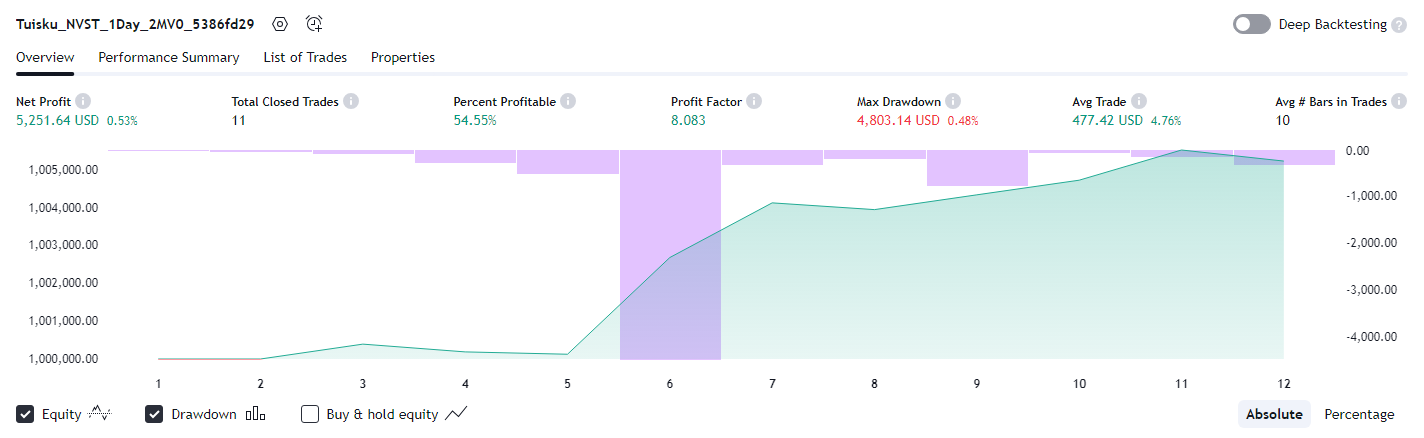 Tuisku_NVST_1Day_2MV0_5386fd29
Deep Backtesting
Overview Performance Summary List of Trades Properties
Net Profit Total Closed Trades Percent Profitable Profit Factor Max Drawdown Avg Trade Avg # Bars in Trades
5,251.64 USD 0.53% 11 54.55% 8.083 4,803.14 USD 0.48% 477.42 USD 4.76% 10
0.00
1,005,000.00
-1,000.00
1,004,000.00
-2,000.00
1,003,000.00
1,002,000.00
-3,000.00
1,001,000.00
-4,000.00
1,000,000.00
1 2 3 4 5 6 7 8 9 10 11 12
Equity Drawdown Buy & hold equity Absolute Percentage